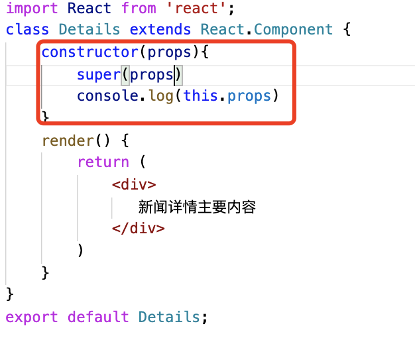 import React from 'react';
class Details extends React.Component {
    constructor(props){
        super(props)
        console.log(this.props)
    }
    render() {
        return (
            <div>
               新闻详情主要内容
            </div>
        )
    }
}
export default Details;